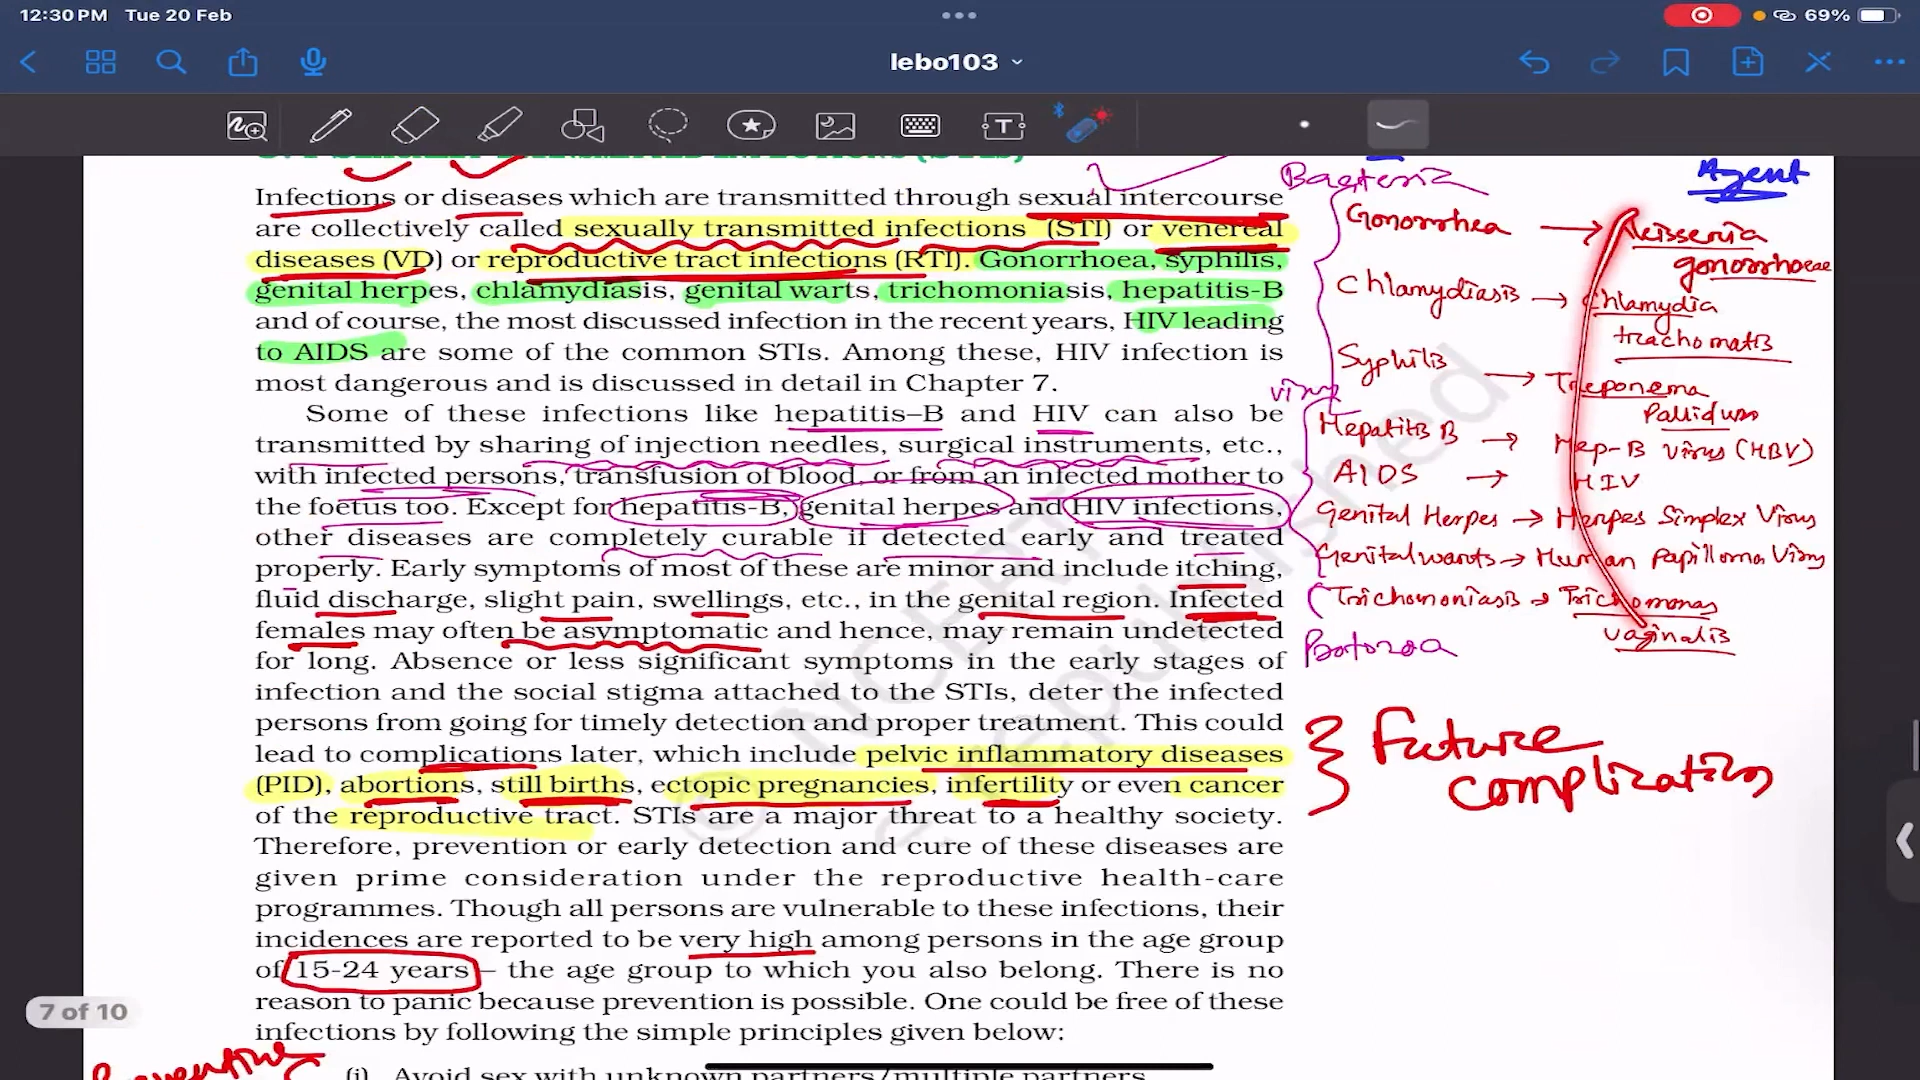 12:30 PM Tue 20 Feb
69%
lebo103
Infections or diseases which are transmitted through sexual intercourse
are collectively called sexually transmitted infections (STI) or venereal
diseases (VD) or reproductive tract infections (RTI). Gonorrhoea, syphilis,
genital herpes, chlamydiasis, genital warts, trichomoniasis, hepatitis-B
and of course, the most discussed infection in the recent years, HIV leading
to AIDS are some of the common STIs. Among these, HIV infection is
most dangerous and is discussed in detail in Chapter 7.
Some of these infections like hepatitis–B and HIV can also be
transmitted by sharing of injection needles, surgical instruments, etc.,
with infected persons, transfusion of blood, or from an infected mother to
the foetus too. Except for hepatitis-B, genital herpes and HIV infections,
other diseases are completely curable if detected early and treated
properly. Early symptoms of most of these are minor and include itching,
fluid discharge, slight pain, swellings, etc., in the genital region. Infected
females may often be asymptomatic and hence, may remain undetected
for long. Absence or less significant symptoms in the early stages of
infection and the social stigma attached to the STIs, deter the infected
persons from going for timely detection and proper treatment. This could
lead to complications later, which include pelvic inflammatory diseases
(PID), abortions, still births, ectopic pregnancies, infertility or even cancer
of the reproductive tract. STIs are a major threat to a healthy society.
Therefore, prevention or early detection and cure of these diseases are
given prime consideration under the reproductive health-care
programmes. Though all persons are vulnerable to these infections, their
incidences are reported to be very high among persons in the age group
of 15-24 years – the age group to which you also belong. There is no
reason to panic because prevention is possible. One could be free of these
infections by following the simple principles given below:
(i) Avoid sex with unknown partners/multiple partners
Bacteria
Agent
Gonorrhea → Neisseria
gonorrhoeae
Chlamydiasis → Chlamydia
trachomatis
Syphilis → Treponema
Pallidum
Virus
Hepatitis B → Hep-B Virus (HBV)
AIDS → HIV
Genital Herpes → Herpes Simplex Virus
Genital warts → Human Papilloma Virus
Trichomoniasis → Trichomonas
vaginalis
Future
complication
© NCERT
republished
7 of 10